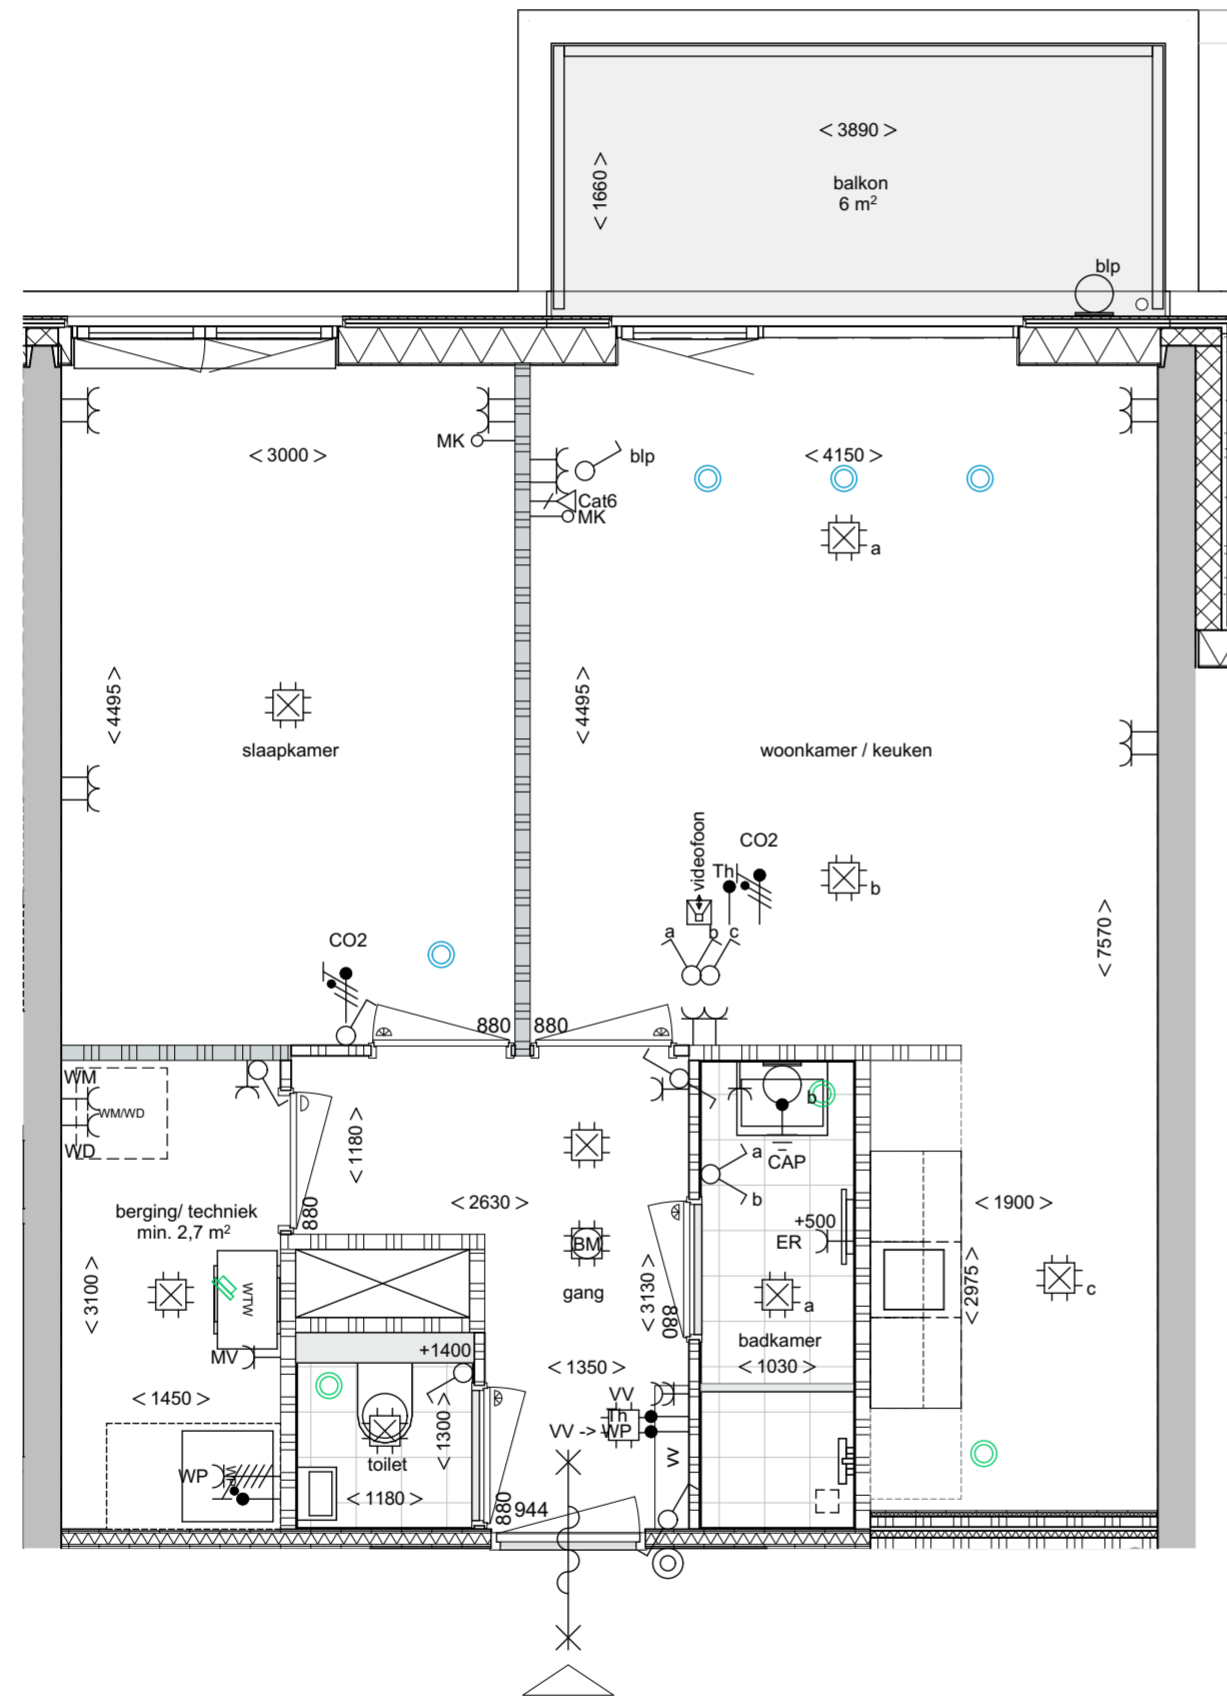 < 3890 >
< 1660 >
balkon
6 m²
blp
< 3000 >
MK
blp
Cat6
MK
< 4150 >
a
< 4495 >
< 4495 >
slaapkamer
woonkamer / keuken
videofoon
CO2
Th
b
a
b
c
< 7570 >
CO2
880
880
WM
WM/WD
WD
< 1180 >
b
CAP
a
b
berging/ techniek
min. 2,7 m²
880
< 2630 >
+500
ER
< 1900 >
BM
gang
< 3130 >
880
< 3100 >
WTW
a
badkamer
< 1030 >
< 2975 >
c
MV
+1400
< 1350 >
< 1450 >
VV
Th
VV -> WP
VV
< 1300 >
toilet
WP
WP
< 1180 >
880
944